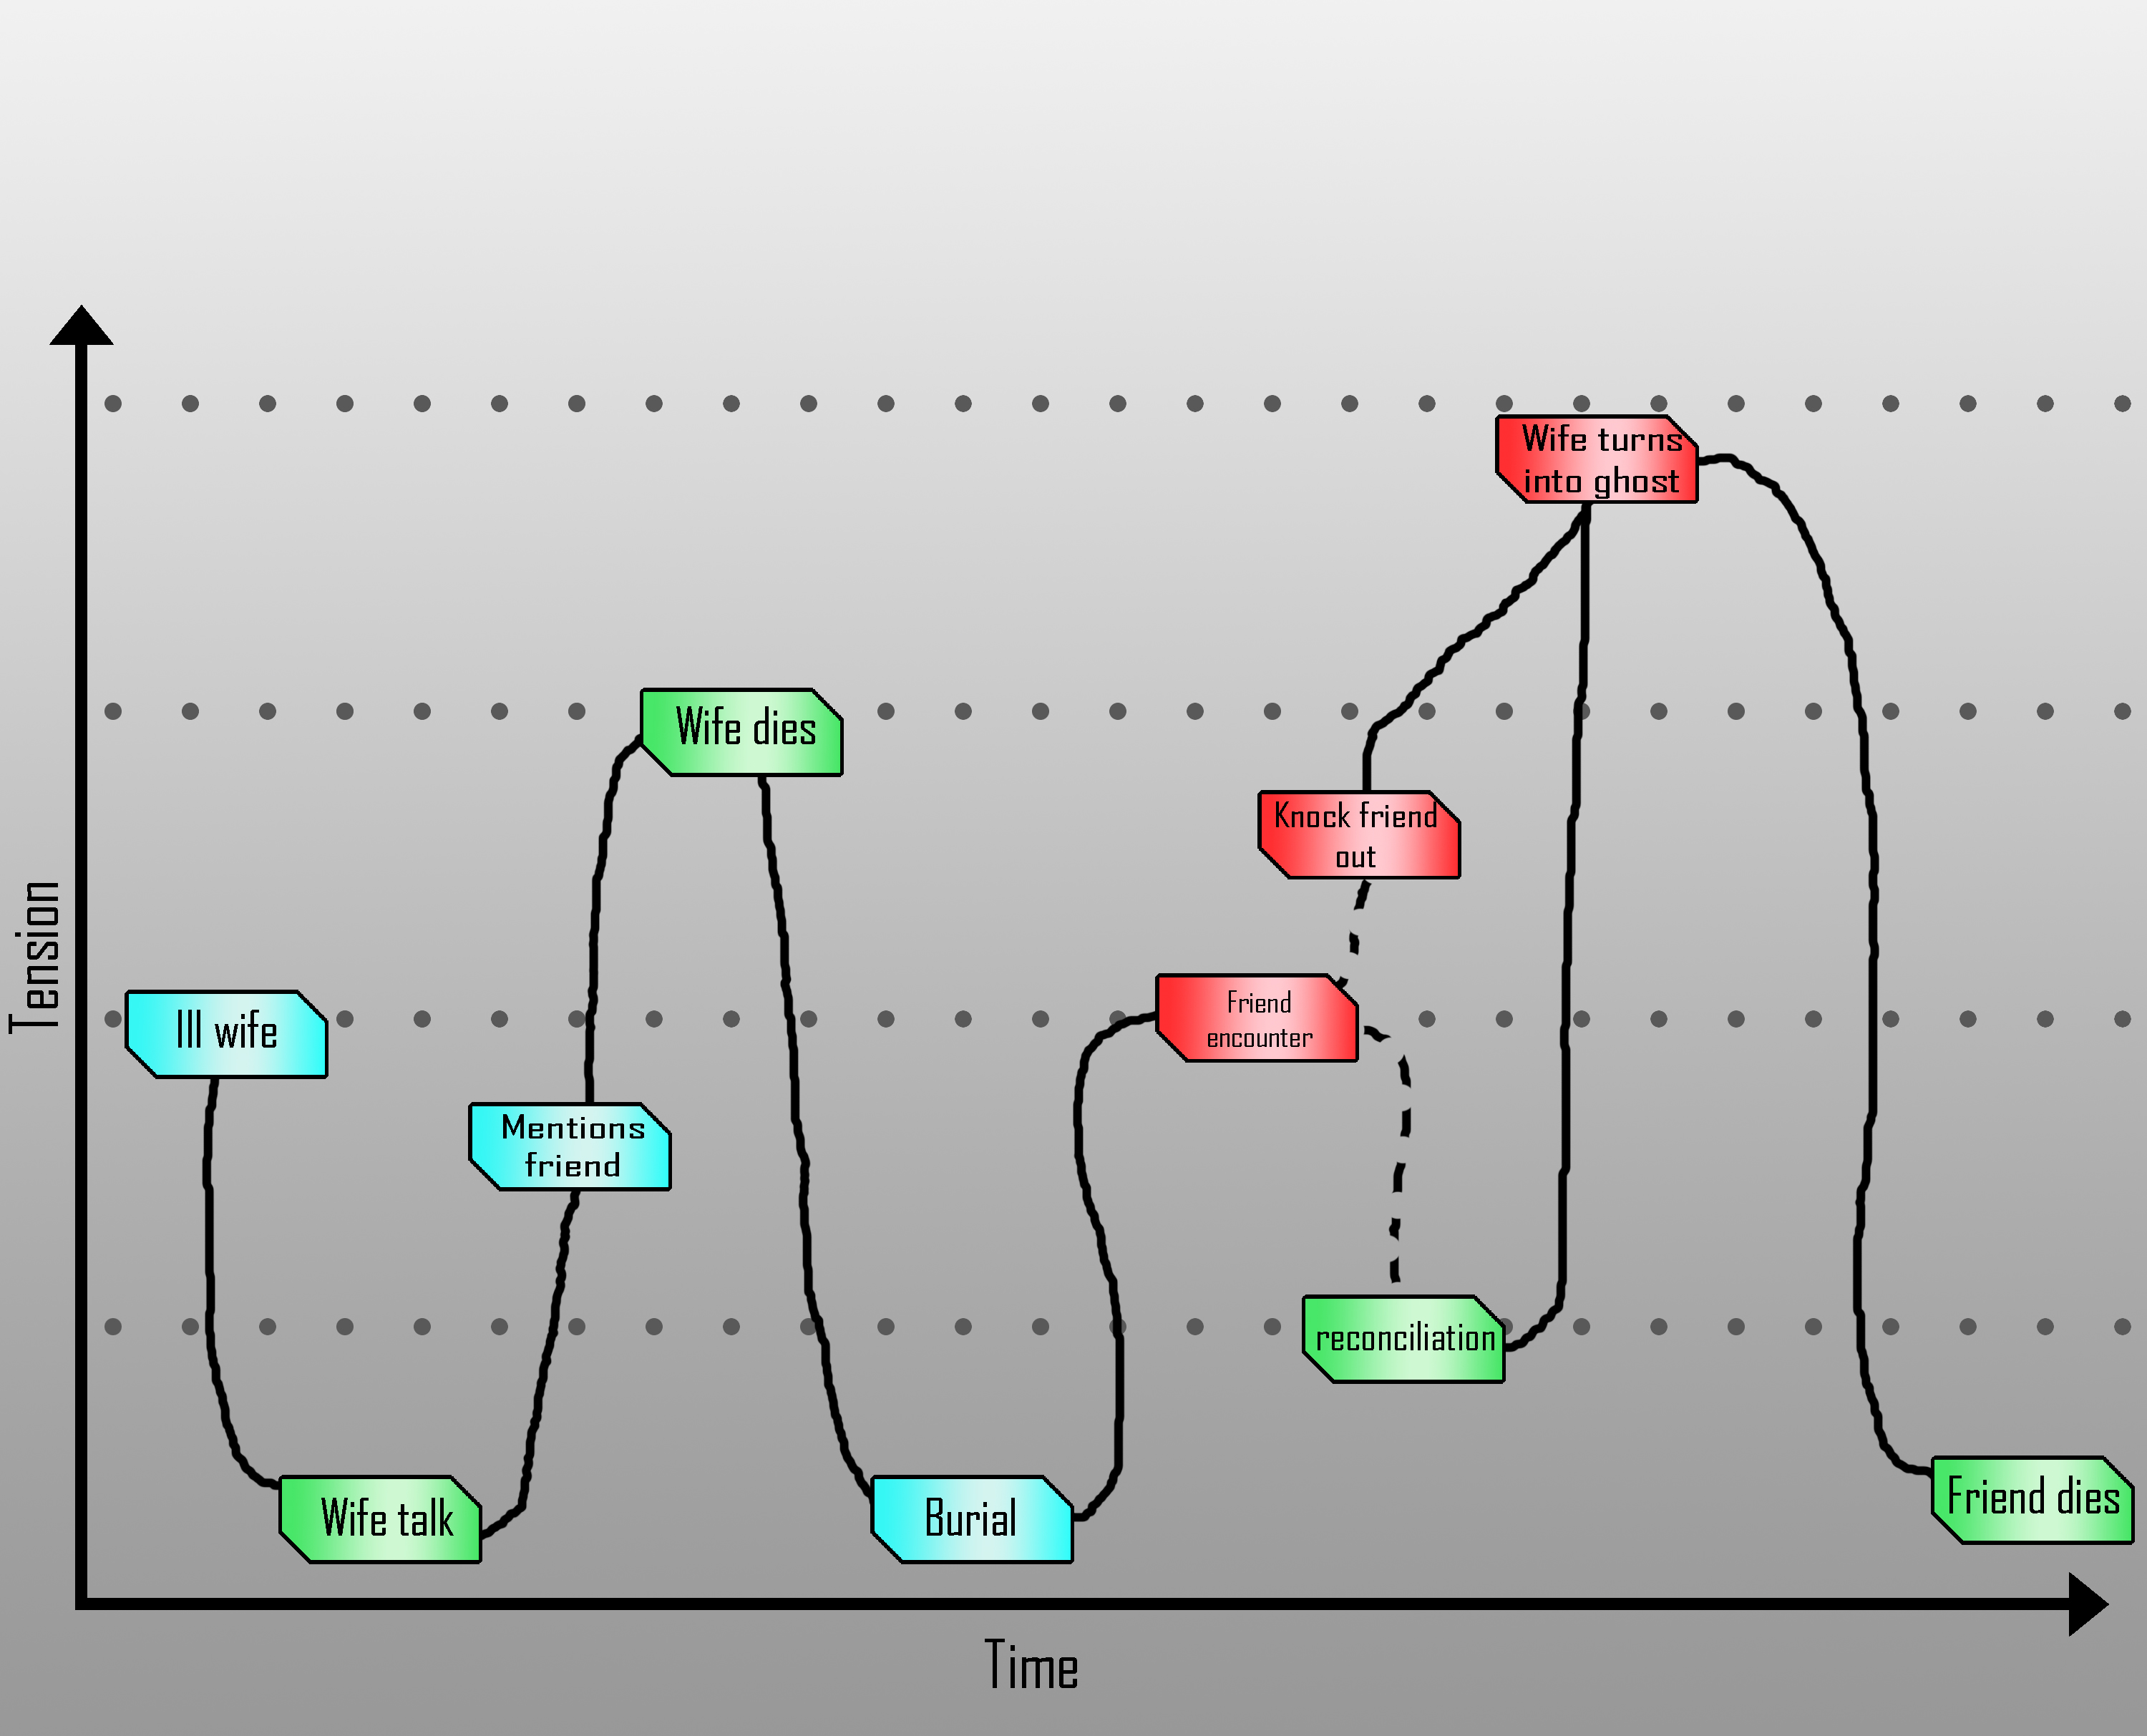 Wife turns
into ghost
Wife dies
Knock friend
out
Tension
Ill wife
Friend
encounter
Mentions
friend
reconciliation
Wife talk
Burial
Friend dies
Time